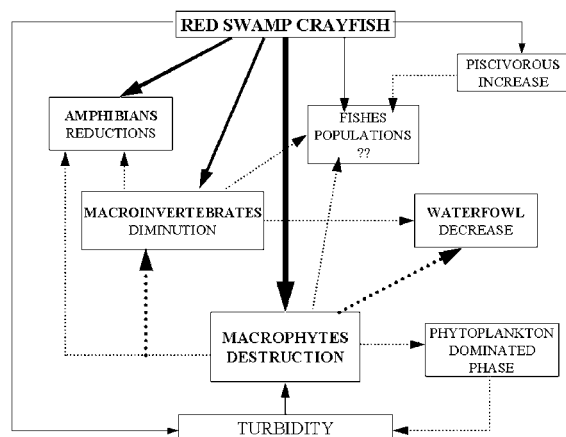 RED SWAMP CRAYFISH
PISCIVOROUS
INCREASE
AMPHIBIANS
REDUCTIONS
FISHES
POPULATIONS
??
MACROINVERTEBRATES
DIMINUTION
WATERFOWL
DECREASE
MACROPHYTES
DESTRUCTION
PHYTOPLANKTON
DOMINATED
PHASE
TURBIDITY